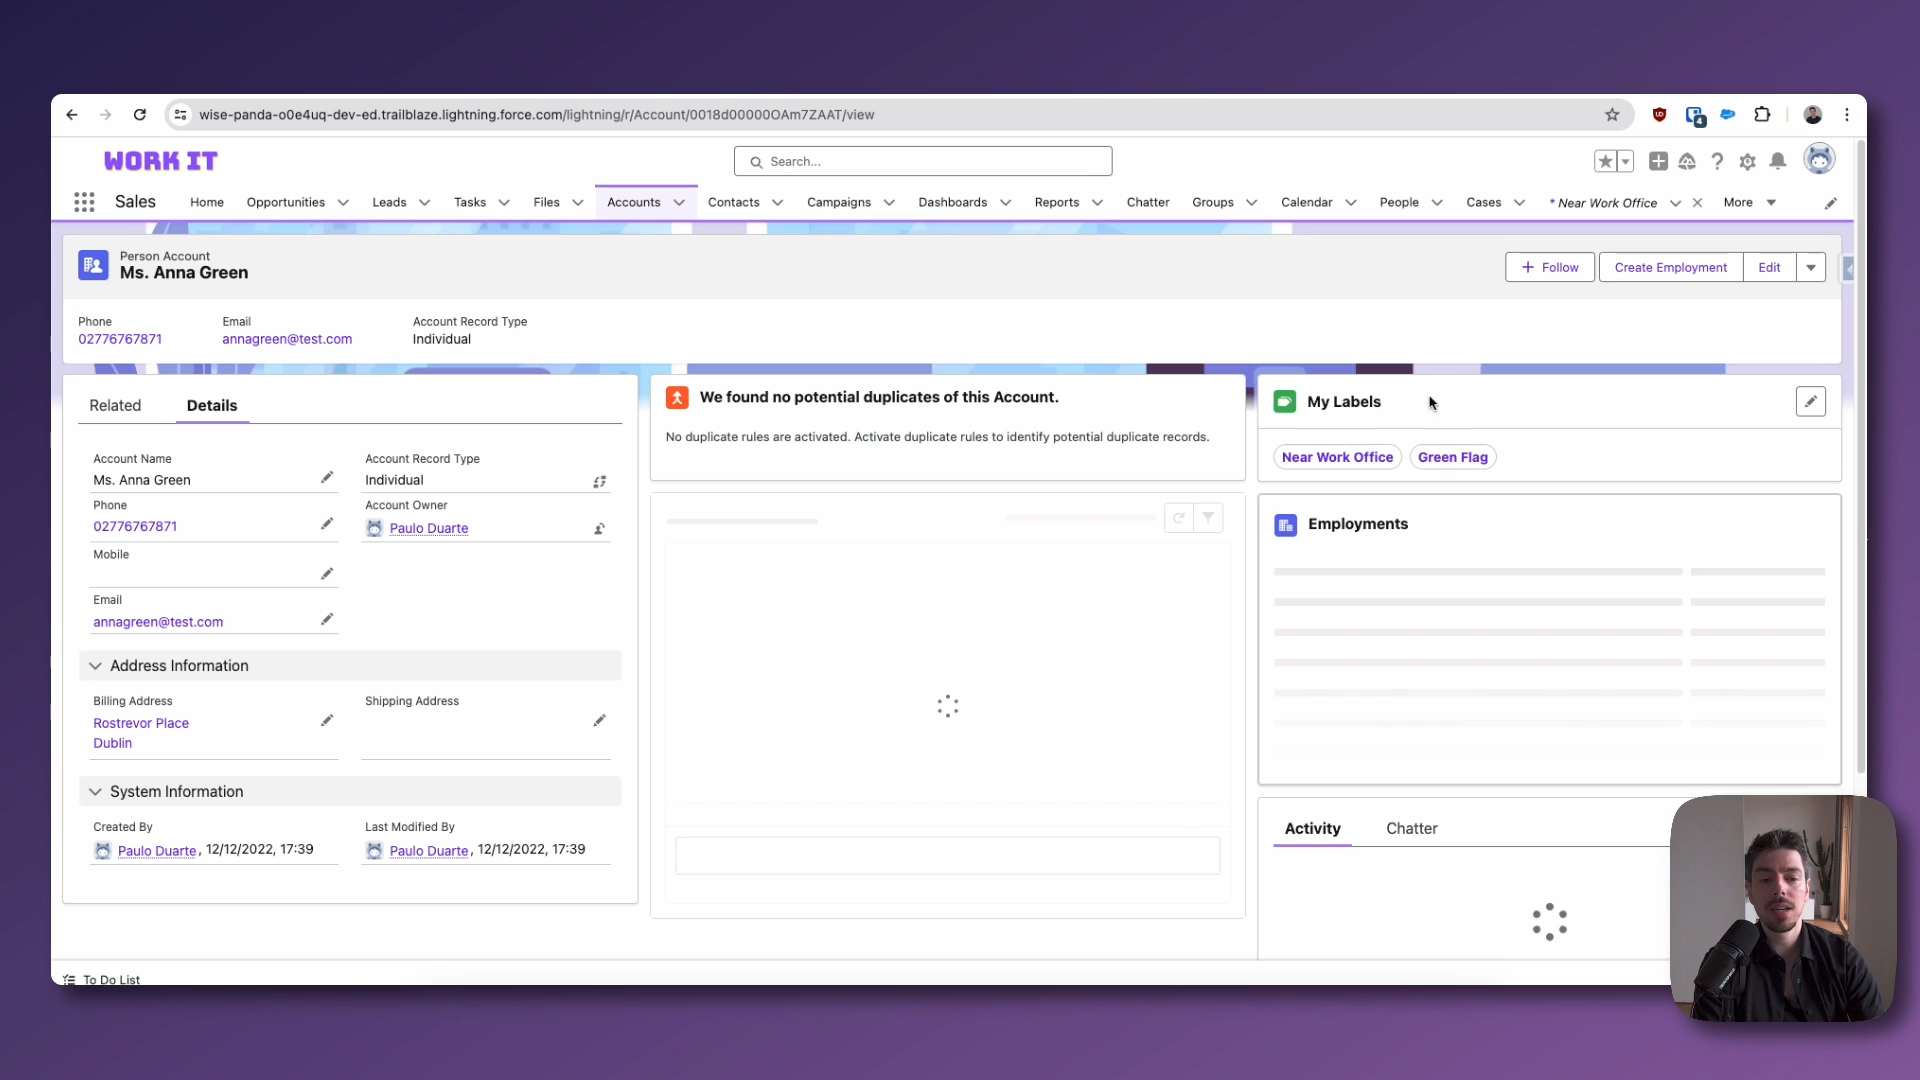 wise-panda-o0e4uq-dev-ed.trailblaze.lightning.force.com/lightning/r/Account/0018d00000OAm7ZAAT/view
4
WORK IT
Search...
Sales
Home
Opportunities
Leads
Tasks
Files
Accounts
Contacts
Campaigns
Dashboards
Reports
Chatter
Groups
Calendar
People
Cases
* Near Work Office
More
Person Account
Ms. Anna Green
Follow
Create Employment
Edit
Phone
Email
Account Record Type
02776767871
annagreen@test.com
Individual
Related
Details
Account Name
Ms. Anna Green
Account Record Type
Individual
Phone
02776767871
Account Owner
Paulo Duarte
Mobile
Email
annagreen@test.com
Address Information
Billing Address
Rostrevor Place
Dublin
Shipping Address
System Information
Created By
Paulo Duarte, 12/12/2022, 17:39
Last Modified By
Paulo Duarte, 12/12/2022, 17:39
We found no potential duplicates of this Account.
No duplicate rules are activated. Activate duplicate rules to identify potential duplicate records.
My Labels
Near Work Office
Green Flag
Employments
Activity
Chatter
To Do List